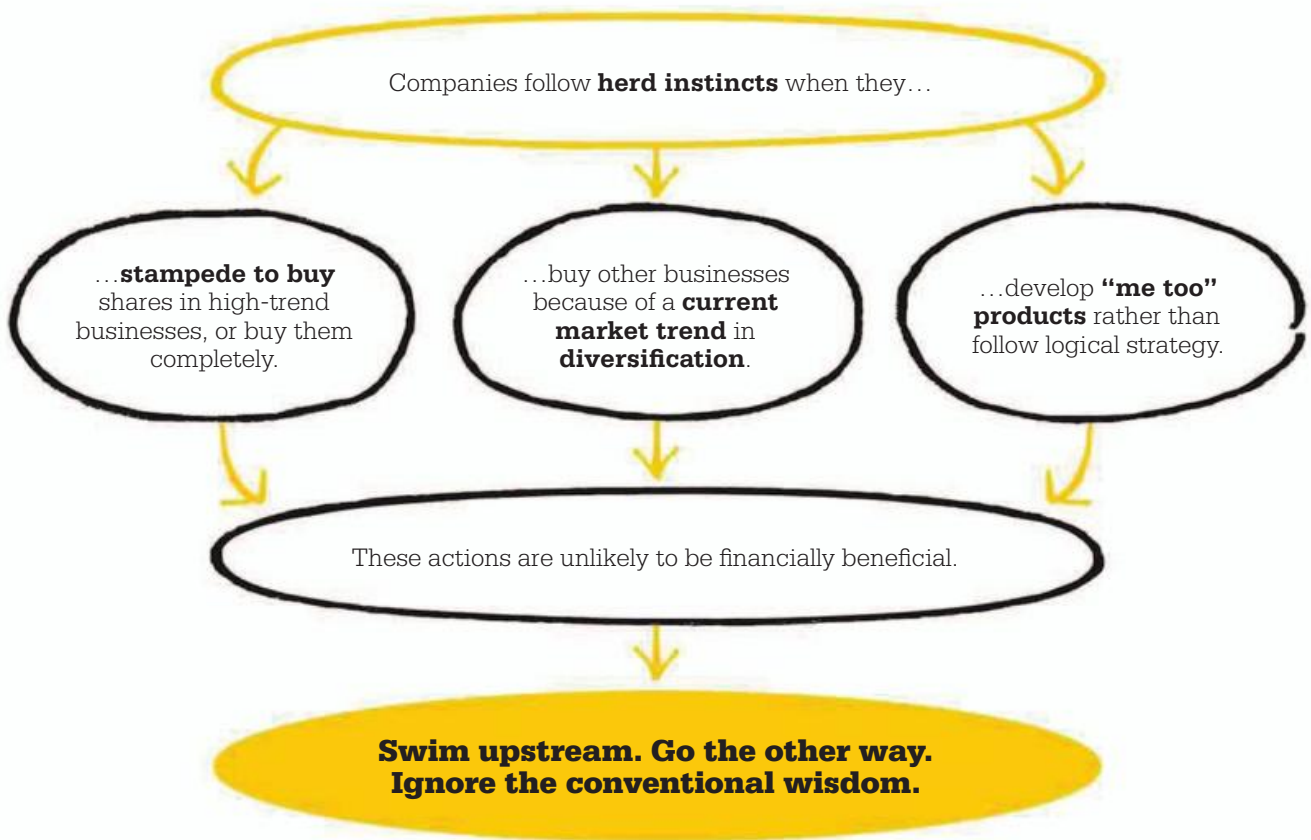 Companies follow herd instincts when they…
…stampede to buy
shares in high-trend
businesses, or buy them
completely.
…buy other businesses
because of a current
market trend in
diversification.
…develop “me too”
products rather than
follow logical strategy.
These actions are unlikely to be financially beneficial.
Swim upstream. Go the other way.
Ignore the conventional wisdom.